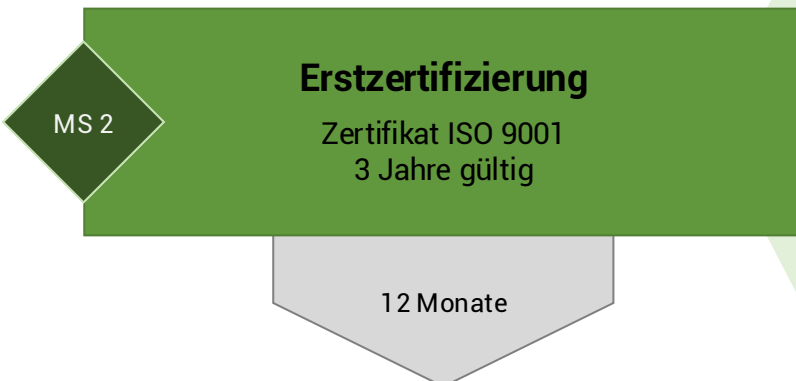 Erstzertifizierung
MS 2
Zertifikat ISO 9001
3 Jahre gültig
12 Monate